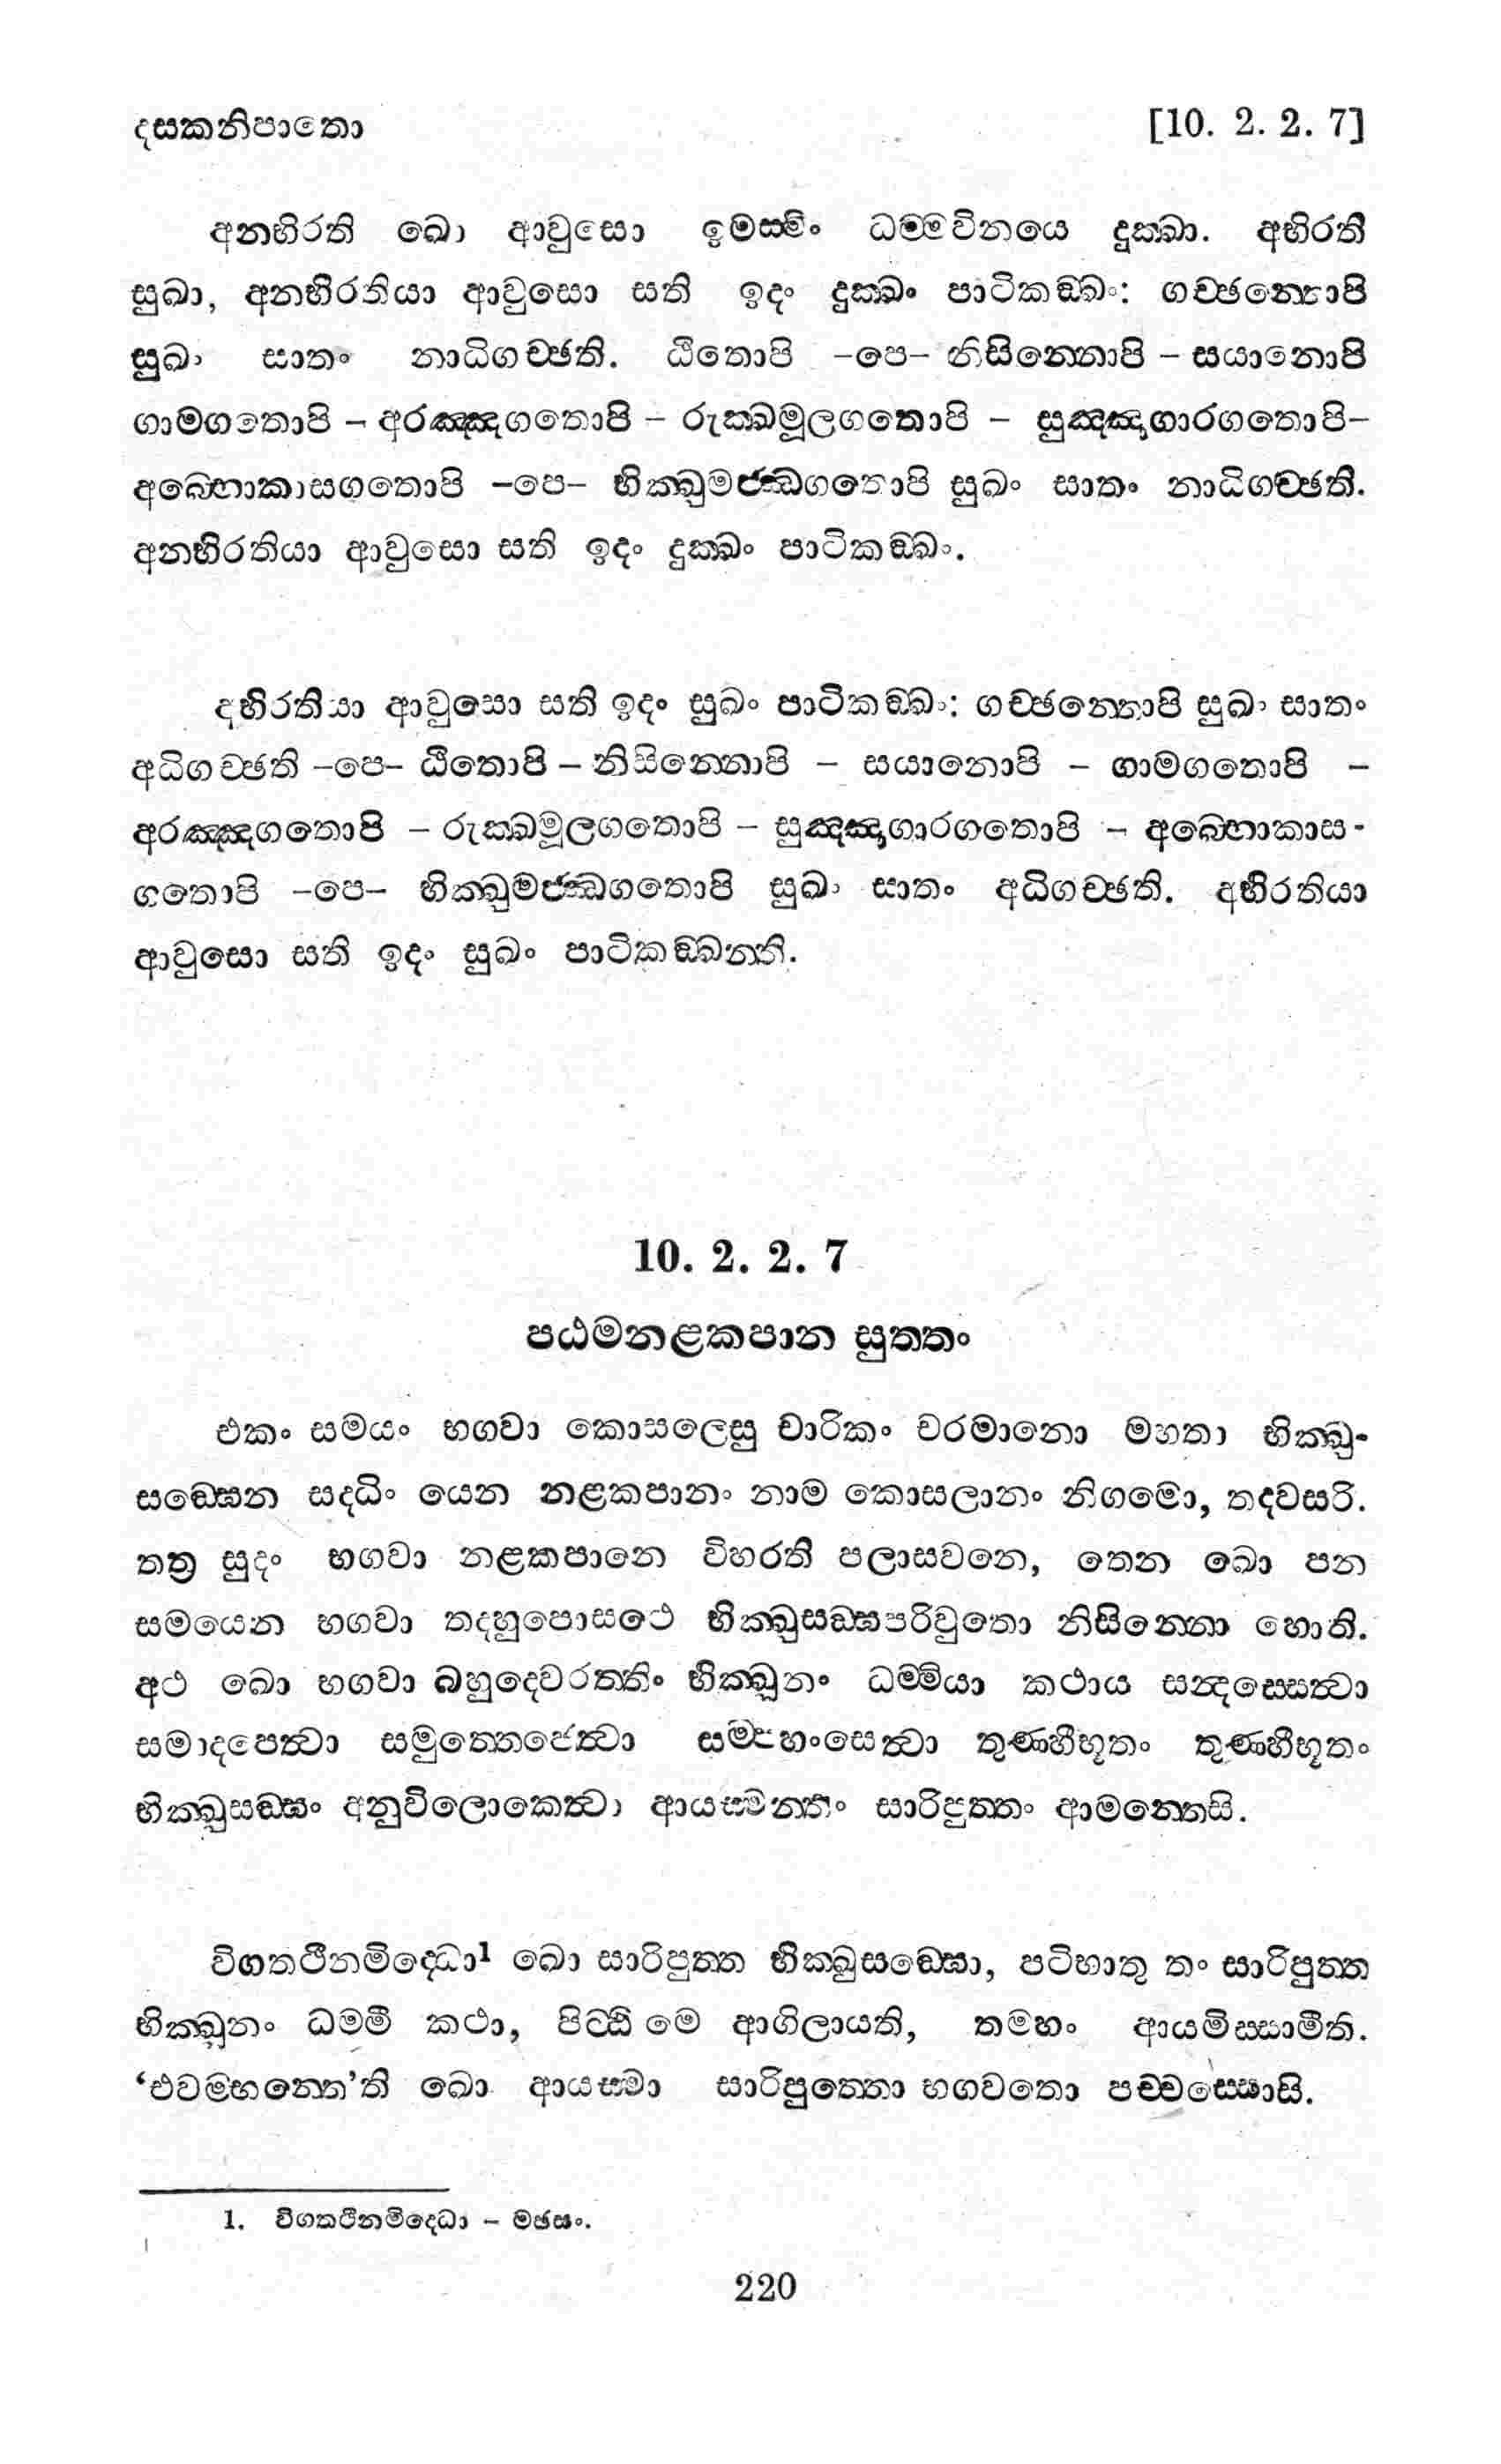 දසකනිපාතො [10. 2. 2. 7]
අනභිරති ඛො ආවුසො ඉමස්මිං ධම්මවිනයෙ දුක්ඛා. අභිරති
සුඛා, අනභිරතියා ආවුසො සති ඉදං දුක්ඛං පාටිකඞ්ඛං: ගච්ඡන්තොපි
සුඛං සාතං නාධිගච්ඡති. ඨිතොපි –පෙ– නිසින්නොපි – සයානොපි
ගාමගතොපි – අරඤ්ඤගතොපි – රුක්ඛමූලගතොපි – සුඤ්ඤාගාරගතොපි–
අබ්භොකාසගතොපි –පෙ– භික්ඛුමජ්ඣගතොපි සුඛං සාතං නාධිගච්ඡති.
අනභිරතියා ආවුසො සති ඉදං දුක්ඛං පාටිකඞ්ඛං.
දභිරතියා ආවුසො සති ඉදං සුඛං පාටිකඞ්ඛං: ගච්ඡන්තොපි සුඛං සාතං
අධිගච්ඡති –පෙ– ඨිතොපි – නිසින්නොපි – සයානොපි – ගාමගතොපි –
අරඤ්ඤගතොපි – රුක්ඛමූලගතොපි – සුඤ්ඤාගාරගතොපි – අබ්භොකාස-
ගතොපි –පෙ– භික්ඛුමජ්ඣගතොපි සුඛං සාතං අධිගච්ඡති. අභිරතියා
ආවුසො සති ඉදං සුඛං පාටිකඞ්ඛන්ති.
10. 2. 2. 7
පඨමනළකපාන සුත්තං
එකං සමයං භගවා කොසලෙසු චාරිකං චරමානො මහතා භික්ඛු-
සඞ්ඝෙන සද්ධිං යෙන නළකපානං නාම කොසලානං නිගමො, තදවසරි.
තත්‍ර සුදං භගවා නළකපානෙ විහරති පලාසවනෙ, තෙන ඛො පන
සමයෙන භගවා තදහුපොසථෙ භික්ඛුසඞ්ඝපරිවුතො නිසින්නො හොති.
අථ ඛො භගවා බහුදෙවරත්තිං භික්ඛූනං ධම්මියා කථාය සන්දස්සෙත්වා
සමාදපෙත්වා සමුත්තෙජෙත්වා සම්පහංසෙත්වා තුණ්හීභූතං තුණ්හීභූතං
භික්ඛුසඞ්ඝං අනුවිලොකෙත්වා ආයස්මන්තං සාරිපුත්තං ආමන්තෙසි.
විගතථීනමිද්ධො1 ඛො සාරිපුත්ත භික්ඛුසඞ්ඝො, පටිභාතු තං සාරිපුත්ත
භික්ඛූනං ධම්මී කථා, පිට්ඨි මෙ ආගිලායති, තමහං ආයමිස්සාමීති.
‘එවම්භන්තෙ’ති ඛො ආයස්මා සාරිපුත්තො භගවතො පච්චස්සොසි.
1. විගතථිනමිද්ධො – මඡසං.
220